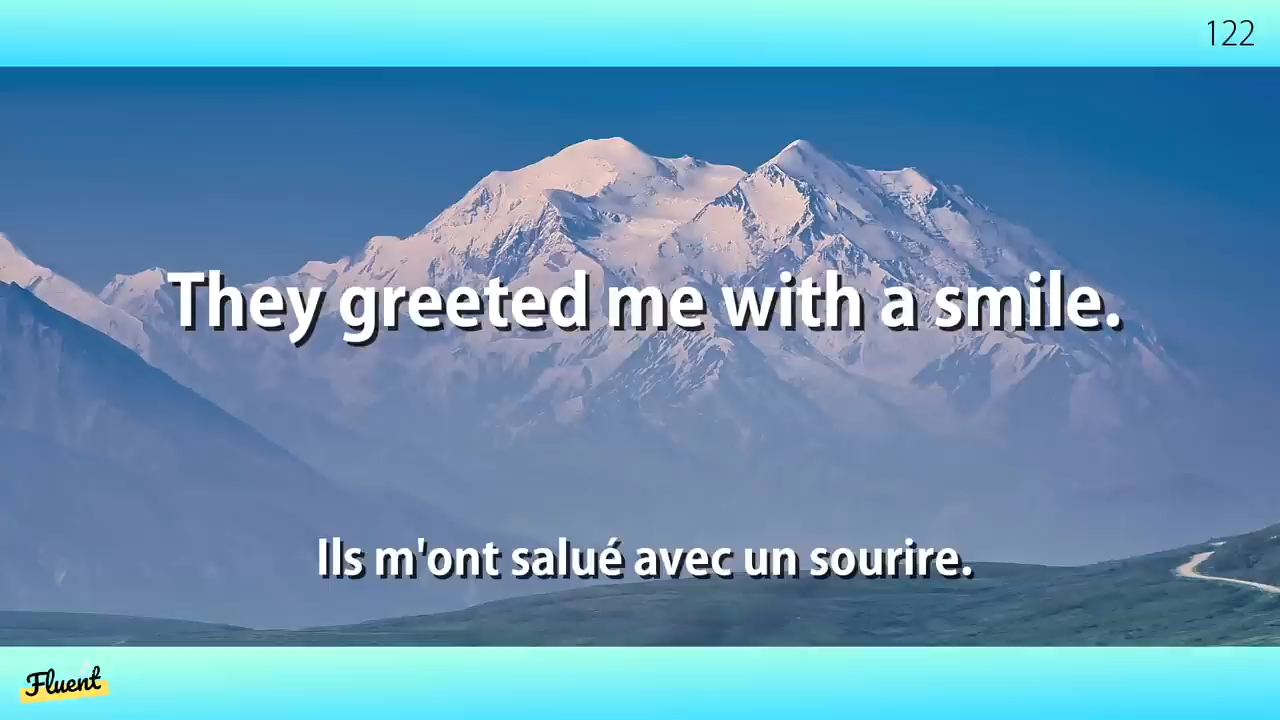 122
They greeted me with a smile.
Ils m'ont salué avec un sourire.
Fluent